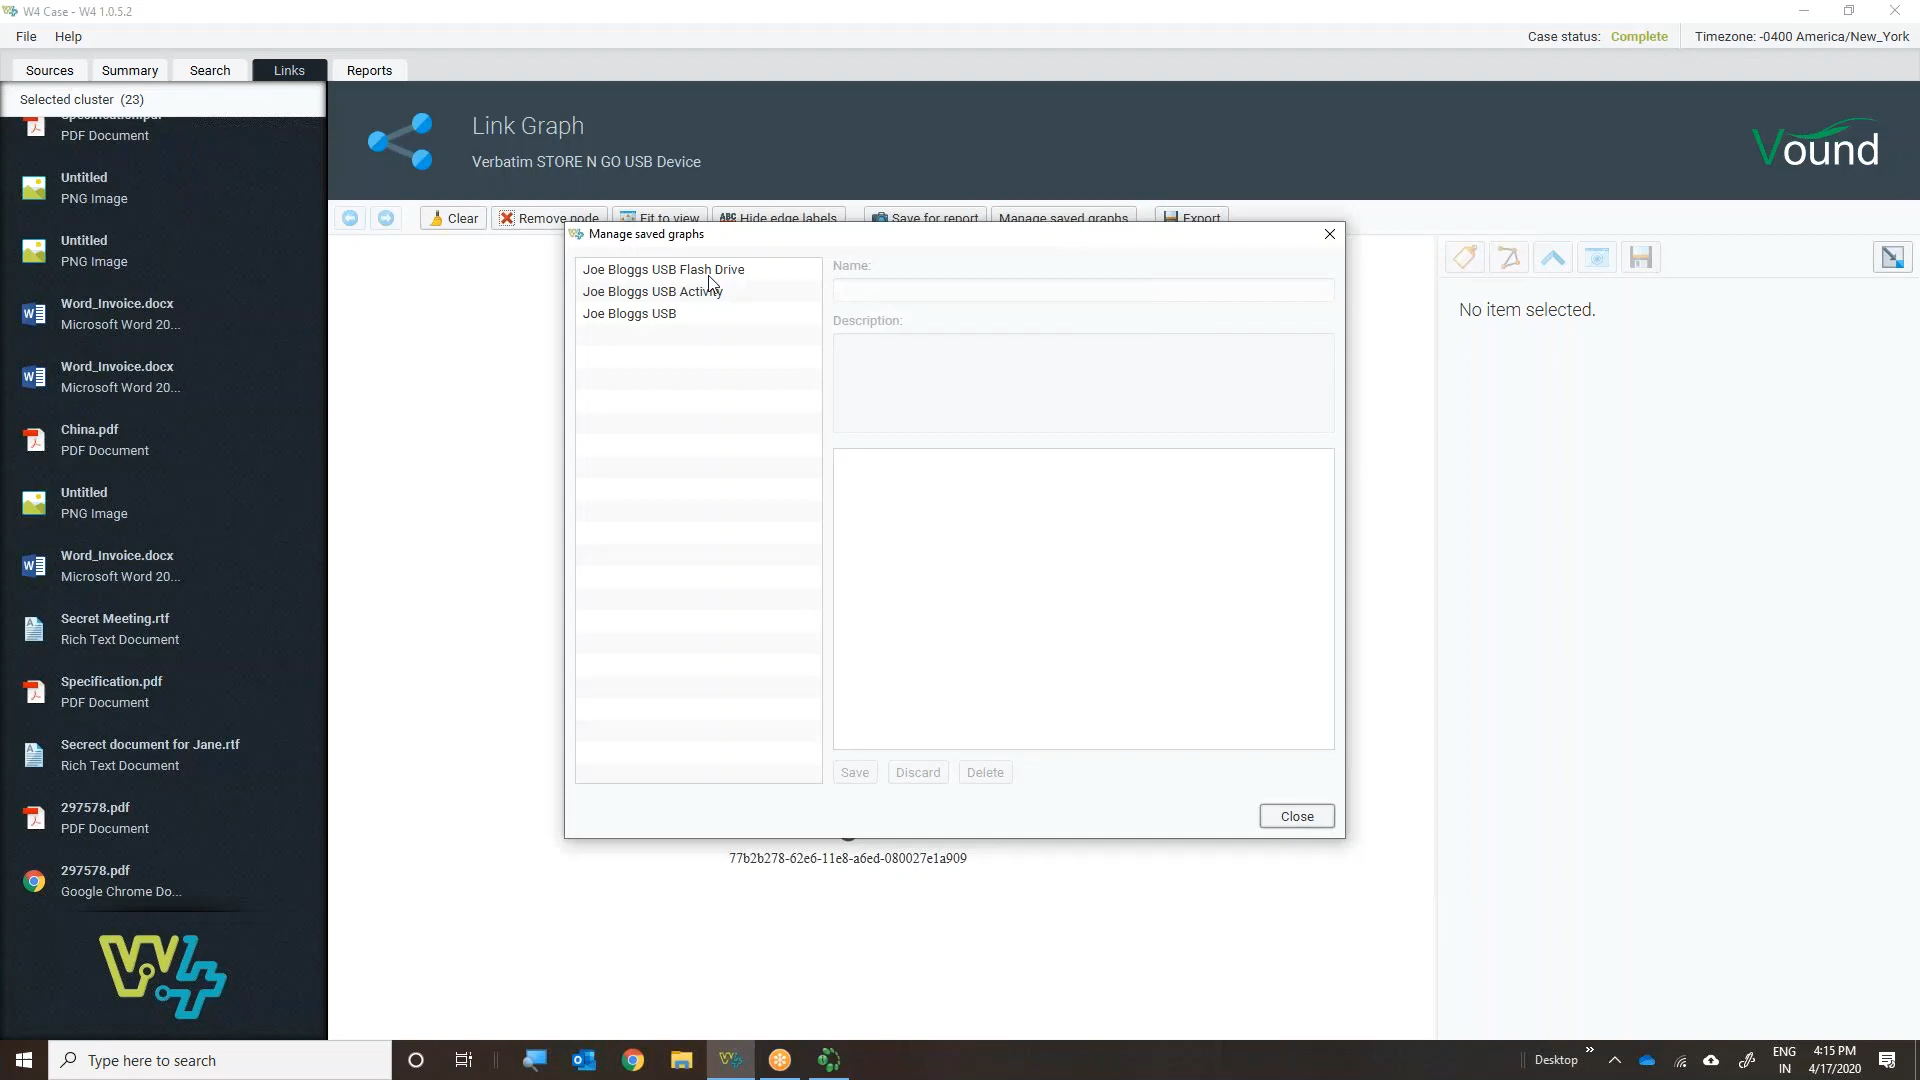 W4 Case - W4 1.0.5.2
File Help
Case status: Complete Timezone: -0400 America/New_York
Sources Summary Search Links Reports
Selected cluster (23)
Specification.pdf
PDF Document
Untitled
PNG Image
Untitled
PNG Image
Word_Invoice.docx
Microsoft Word 20...
Word_Invoice.docx
Microsoft Word 20...
China.pdf
PDF Document
Untitled
PNG Image
Word_Invoice.docx
Microsoft Word 20...
Secret Meeting.rtf
Rich Text Document
Specification.pdf
PDF Document
Secrect document for Jane.rtf
Rich Text Document
297578.pdf
PDF Document
297578.pdf
Google Chrome Do...
W4
Link Graph
Verbatim STORE N GO USB Device
Vound
Clear Remove node Fit to view ABC Hide edge labels Save for report Manage saved graphs Export
Manage saved graphs
Joe Bloggs USB Flash Drive
Joe Bloggs USB Activity
Joe Bloggs USB
Name:
Description:
Save Discard Delete
Close
77b2b278-62e6-11e8-a6ed-080027e1a909
No item selected.
Type here to search
Desktop
ENG
IN
4:15 PM
4/17/2020